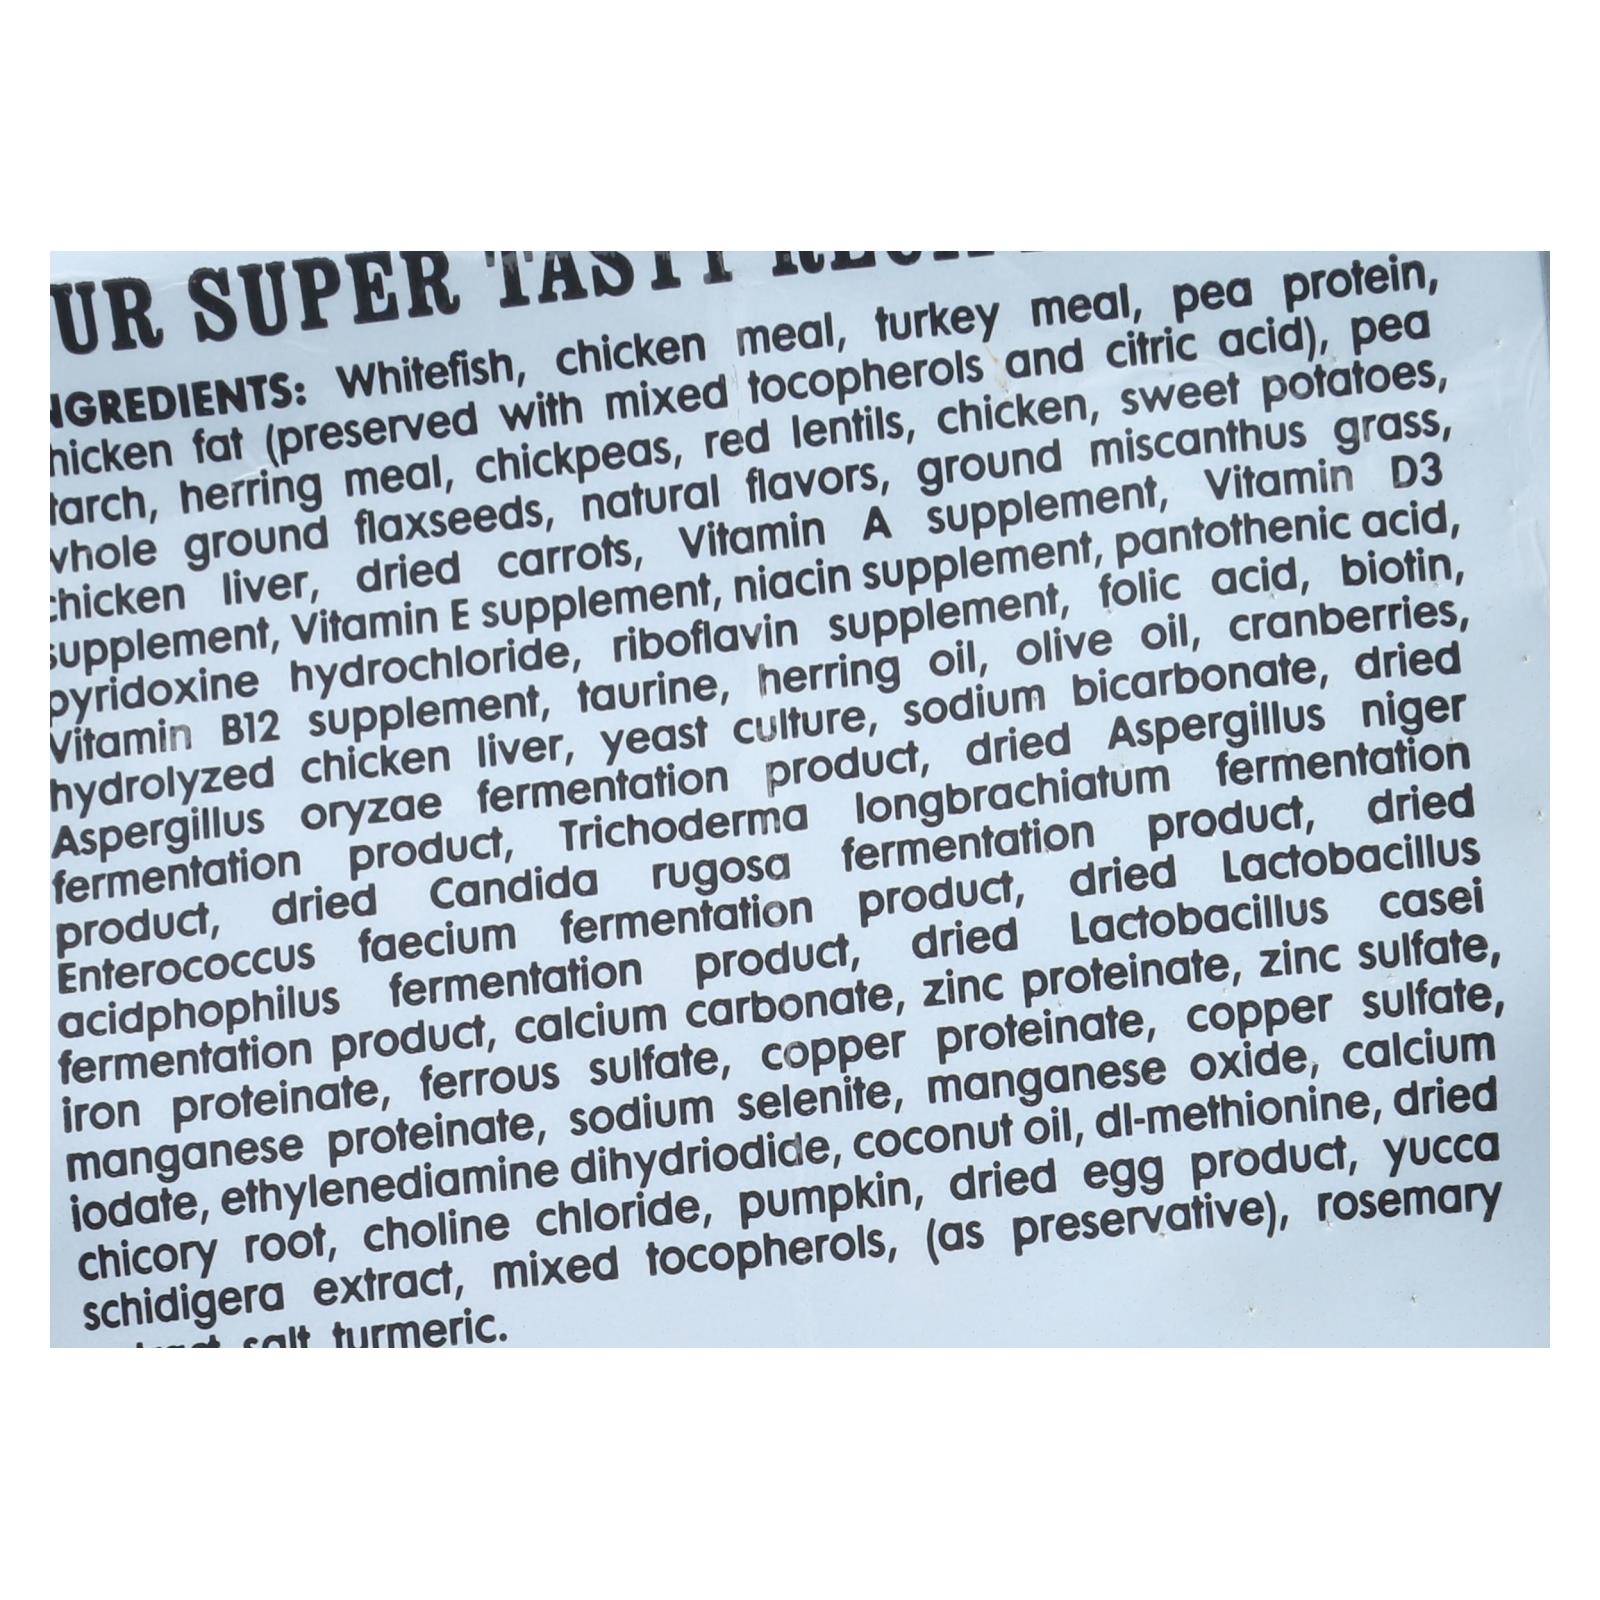 UR SUPER TASTY
NGREDIENTS: Whitefish, chicken meal, turkey meal, pea protein,
hicken fat (preserved with mixed tocopherols and citric acid), pea
tarch, herring meal, chickpeas, red lentils, chicken, sweet potatoes,
whole ground flaxseeds, natural flavors, ground miscanthus grass,
chicken liver, dried carrots, Vitamin A supplement, Vitamin D3
supplement, Vitamin E supplement, niacin supplement, pantothenic acid,
pyridoxine hydrochloride, riboflavin supplement, folic acid, biotin,
Vitamin B12 supplement, taurine, herring oil, olive oil, cranberries,
hydrolyzed chicken liver, yeast culture, sodium bicarbonate, dried
Aspergillus oryzae fermentation product, dried Aspergillus niger
fermentation product, Trichoderma longbrachiatum fermentation
product, dried Candida rugosa fermentation product, dried
Enterococcus faecium fermentation product, dried Lactobacillus
acidphophilus fermentation product, dried Lactobacillus casei
fermentation product, calcium carbonate, zinc proteinate, zinc sulfate,
iron proteinate, ferrous sulfate, copper proteinate, copper sulfate,
manganese proteinate, sodium selenite, manganese oxide, calcium
iodate, ethylenediamine dihydriodide, coconut oil, dl-methionine, dried
chicory root, choline chloride, pumpkin, dried egg product, yucca
schidigera extract, mixed tocopherols, (as preservative), rosemary
salt turmeric.